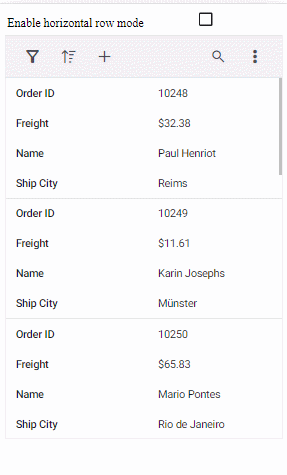 Enable horizontal row mode
Order ID 10248
Freight $32.38
Name Paul Henriot
Ship City Reims
Order ID 10249
Freight $11.61
Name Karin Josephs
Ship City Münster
Order ID 10250
Freight $65.83
Name Mario Pontes
Ship City Rio de Janeiro